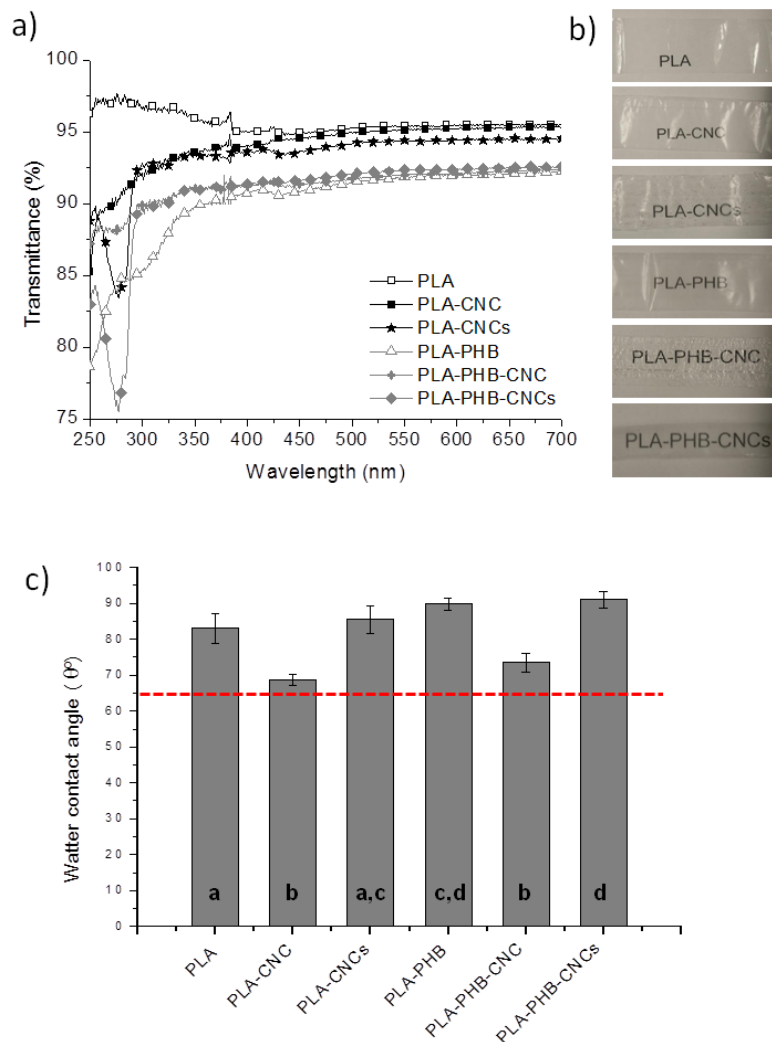 a)
100
95
90
85
80
75
Transmittance (%)
250 300 350 400 450 500 550 600 650 700
Wavelength (nm)
PLA
PLA-CNC
PLA-CNCs
PLA-PHB
PLA-PHB-CNC
PLA-PHB-CNCs
b)
PLA
PLA-CNC
PLA-CNCs
PLA-PHB
PLA-PHB-CNC
PLA-PHB-CNCs
c)
100
90
80
70
60
50
40
30
20
10
0
Watter contact angle ( θº)
a b a,c c,d b d
PLA
PLA-CNC
PLA-CNCs
PLA-PHB
PLA-PHB-CNC
PLA-PHB-CNCs